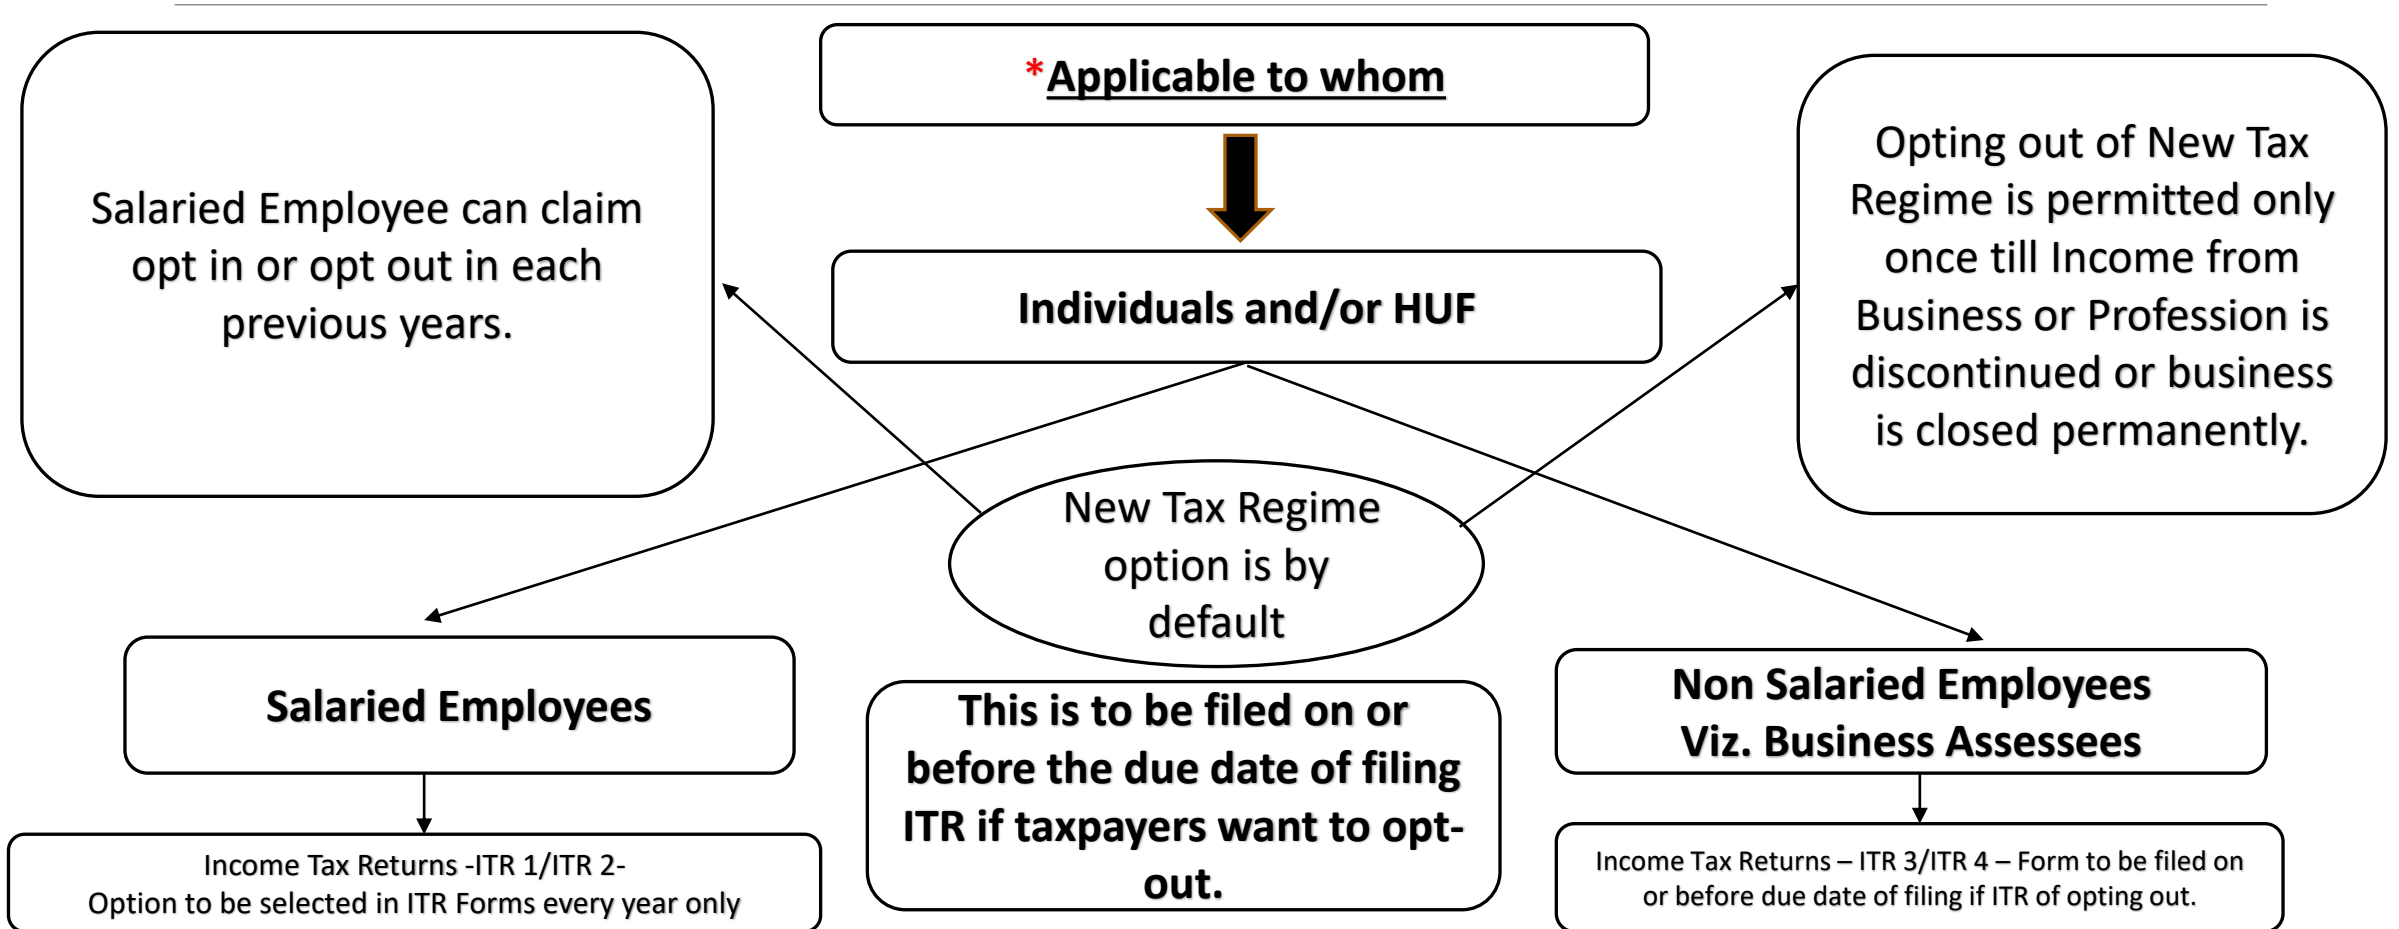 *Applicable to whom
Salaried Employee can claim
opt in or opt out in each
previous years.
Individuals and/or HUF
Opting out of New Tax
Regime is permitted only
once till Income from
Business or Profession is
discontinued or business
is closed permanently.
New Tax Regime
option is by
default
Salaried Employees
This is to be filed on or
before the due date of filing
ITR if taxpayers want to opt-
out.
Non Salaried Employees
Viz. Business Assessees
Income Tax Returns -ITR 1/ITR 2-
Option to be selected in ITR Forms every year only
Income Tax Returns – ITR 3/ITR 4 – Form to be filed on
or before due date of filing if ITR of opting out.